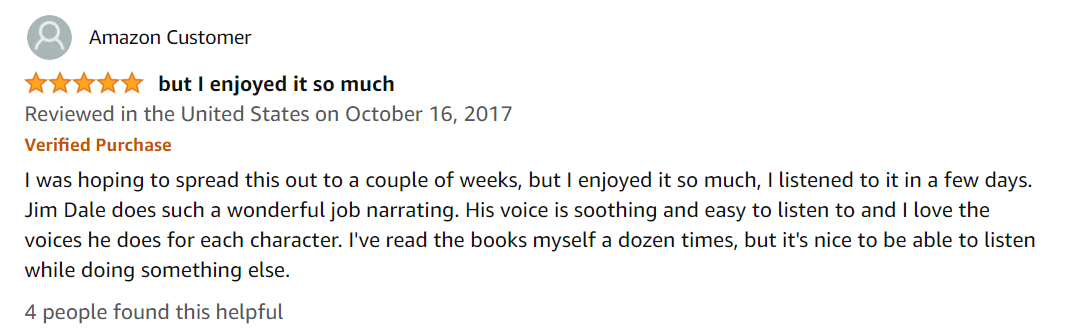 Amazon Customer
but I enjoyed it so much
Reviewed in the United States on October 16, 2017
Verified Purchase
I was hoping to spread this out to a couple of weeks, but I enjoyed it so much, I listened to it in a few days.
Jim Dale does such a wonderful job narrating. His voice is soothing and easy to listen to and I love the
voices he does for each character. I've read the books myself a dozen times, but it's nice to be able to listen
while doing something else.
4 people found this helpful